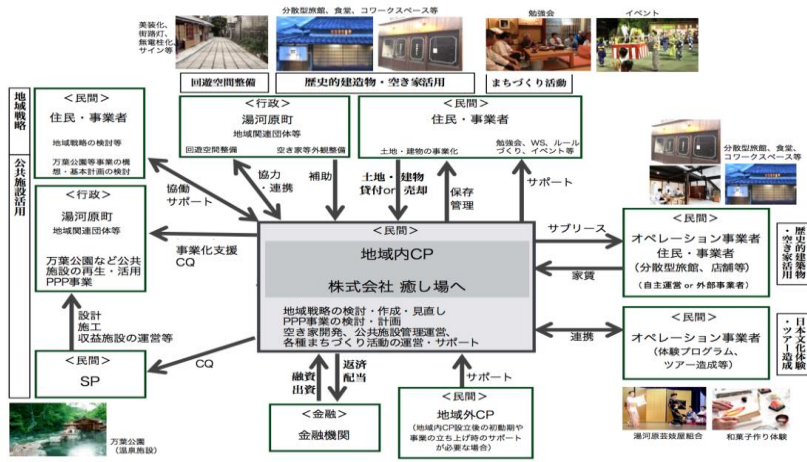 美装化、
街路灯、
無電柱化、
サイン等
分散型旅館、食堂、コワークスペース等
勉強会
イベント
回遊空間整備
歴史的建造物・空き家活用
まちづくり活動
地域戦略
公共施設活用
＜民間＞
住民・事業者
地域戦略の検討等
万葉公園等事業の構
想・基本計画の検討
＜行政＞
湯河原町
地域関連団体等
回遊空間整備
空き家等外観整備
＜民間＞
住民・事業者
土地・建物の事業化
勉強会、WS、ルール
づくり、イベント等
分散型旅館、食堂、
コワークスペース等
協働
サポート
協力
・連携
補助
土地・建物
貸付or 売却
保存
管理
サポート
＜行政＞
湯河原町
地域関連団体等
万葉公園など公共
施設の再生・活用
PPP事業
事業化支援
CQ
＜民間＞
地域内CP
株式会社 癒し場へ
地域戦略の検討・作成・見直し
PPP事業の検討・計画
空き家開発、公共施設管理運営、
各種まちづくり活動の運営・サポート
サブリース
家賃
＜民間＞
オペレーション事業者
住民・事業者
（分散型旅館、店舗等）
（自主運営 or 外部事業者）
歴史的建築物
・空き家活用
設計
施工
収益施設の運営等
連携
＜民間＞
オペレーション事業者
（体験プログラム、
ツアー造成等）
日本文化体験
・ツアー造成
＜民間＞
SP
CQ
融資
出資
返済
配当
サポート
＜金融＞
金融機関
＜民間＞
地域外CP
（地域内CP設立後の初動期や
事業の立ち上げ時のサポート
が必要な場合）
万葉公園
（温泉施設）
湯河原芸妓屋組合
和菓子作り体験